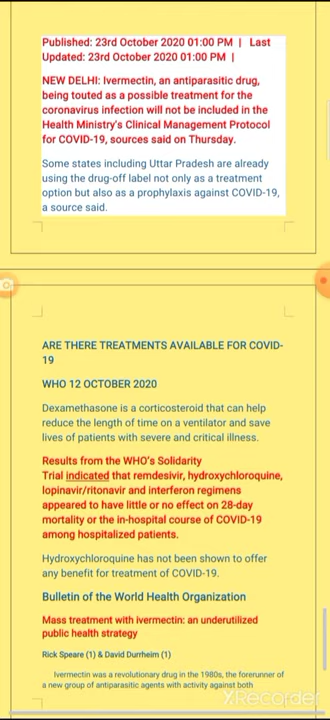 Published: 23rd October 2020 01:00 PM | Last
Updated: 23rd October 2020 01:00 PM |
NEW DELHI: Ivermectin, an antiparasitic drug,
being touted as a possible treatment for the
coronavirus infection will not be included in the
Health Ministry's Clinical Management Protocol
for COVID-19, sources said on Thursday.
Some states including Uttar Pradesh are already
using the drug-off label not only as a treatment
option but also as a prophylaxis against COVID-19,
a source said.
ARE THERE TREATMENTS AVAILABLE FOR COVID-
19
WHO 12 OCTOBER 2020
Dexamethasone is a corticosteroid that can help
reduce the length of time on a ventilator and save
lives of patients with severe and critical illness.
Results from the WHO's Solidarity
Trial indicated that remdesivir, hydroxychloroquine,
lopinavir/ritonavir and interferon regimens
appeared to have little or no effect on 28-day
mortality or the in-hospital course of COVID-19
among hospitalized patients.
Hydroxychloroquine has not been shown to offer
any benefit for treatment of COVID-19.
Bulletin of the World Health Organization
Mass treatment with ivermectin: an underutilized
public health strategy
Rick Speare (1) & David Durrheim (1)
Ivermectin was a revolutionary drug in the 1980s, the forerunner of
a new group of antiparasitic agents with activity against both
XRecorder